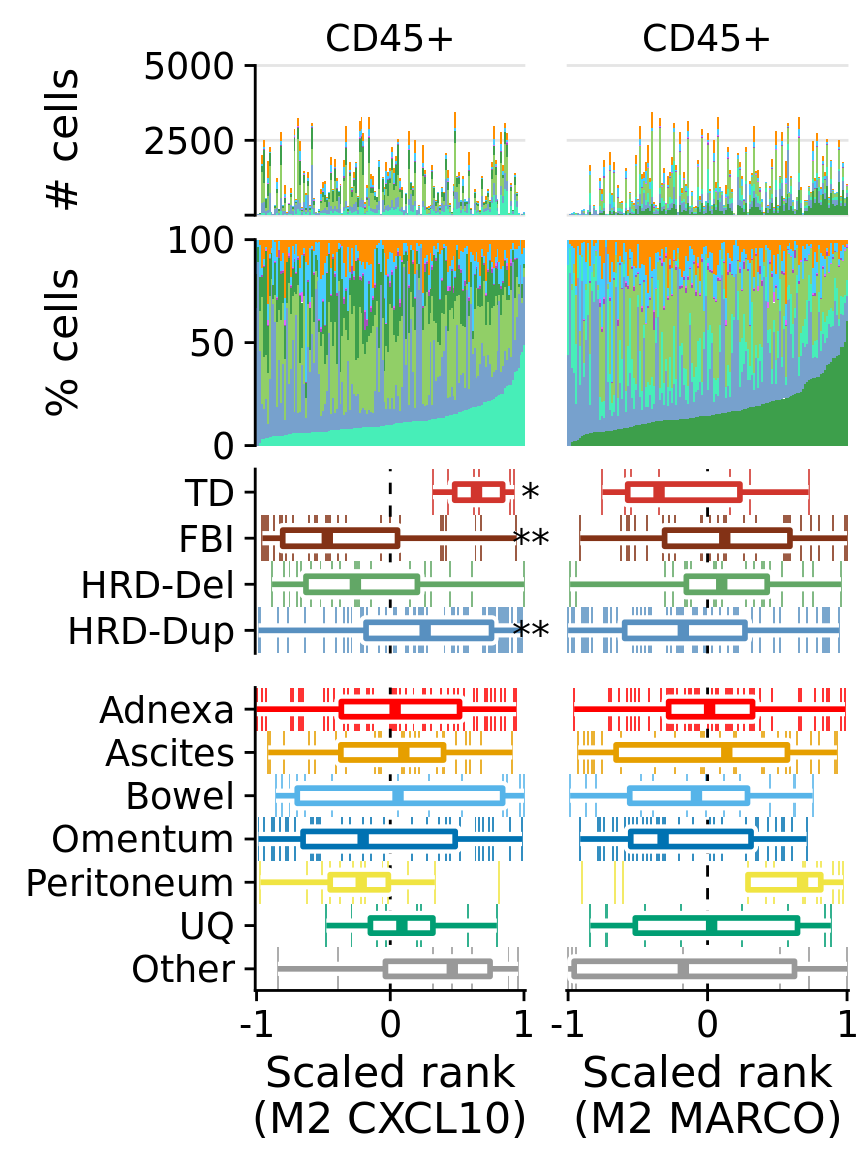 CD45+ CD45+
5000
2500
# cells
100
50
0
% cells
TD *
FBI **
HRD-Del
HRD-Dup **
Adnexa
Ascites
Bowel
Omentum
Peritoneum
UQ
Other
-1 0 1 -1 0 1
Scaled rank Scaled rank
(M2 CXCL10) (M2 MARCO)